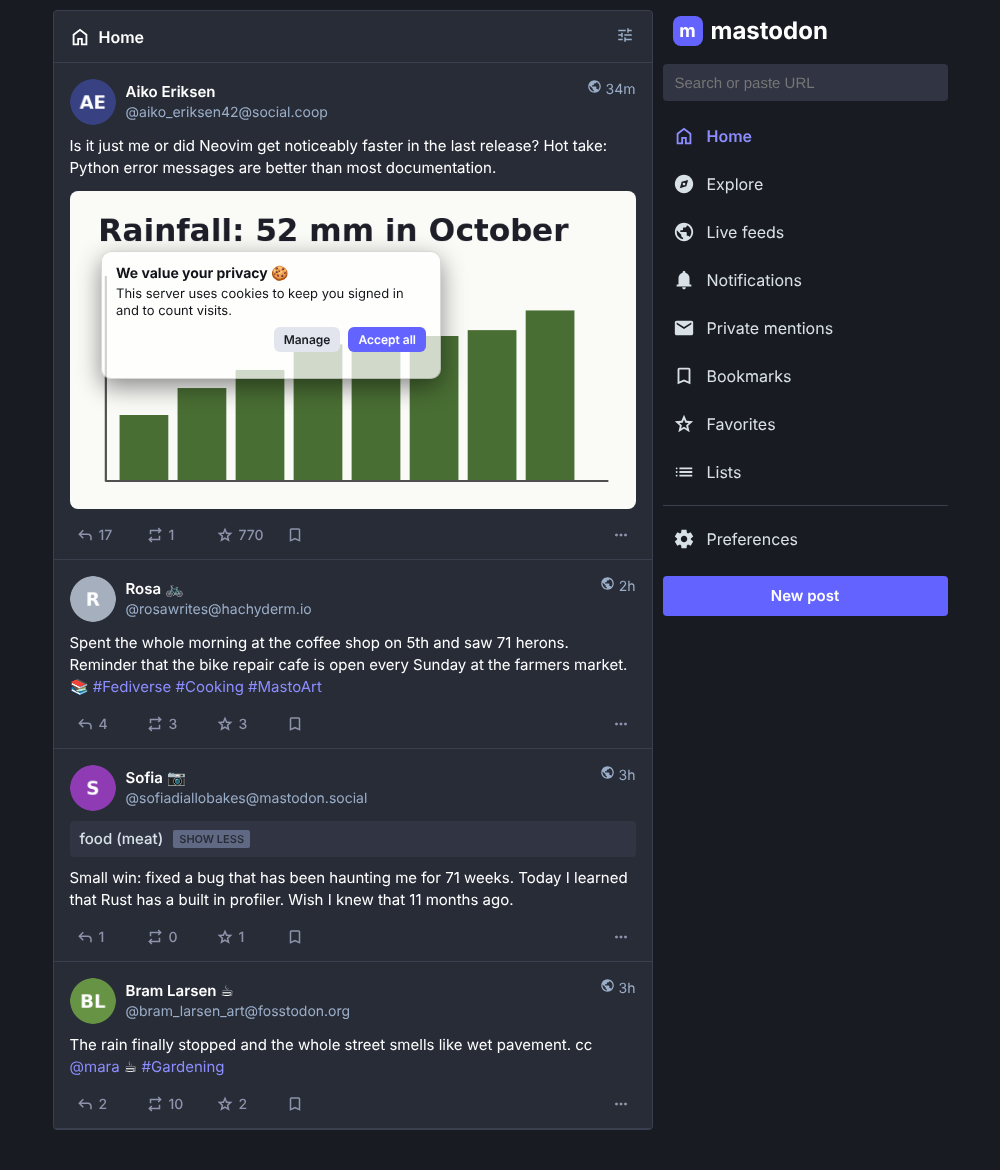 Home
AE
Aiko Eriksen
34m
@aiko_eriksen42@social.coop
Is it just me or did Neovim get noticeably faster in the last release? Hot take:
Python error messages are better than most documentation.
Rainfall: 52 mm in October
We value your privacy 🍪
This server uses cookies to keep you signed in
and to count visits.
Manage
Accept all
17
1
770
R
Rosa 🚲
2h
@rosawrites@hachyderm.io
Spent the whole morning at the coffee shop on 5th and saw 71 herons.
Reminder that the bike repair cafe is open every Sunday at the farmers market.
📚 #Fediverse #Cooking #MastoArt
4
3
3
S
Sofia 📷
3h
@sofiadiallobakes@mastodon.social
food (meat) SHOW LESS
Small win: fixed a bug that has been haunting me for 71 weeks. Today I learned
that Rust has a built in profiler. Wish I knew that 11 months ago.
1
0
1
BL
Bram Larsen ☕
3h
@bram_larsen_art@fosstodon.org
The rain finally stopped and the whole street smells like wet pavement. cc
@mara ☕ #Gardening
2
10
2
m mastodon
Search or paste URL
Home
Explore
Live feeds
Notifications
Private mentions
Bookmarks
Favorites
Lists
Preferences
New post